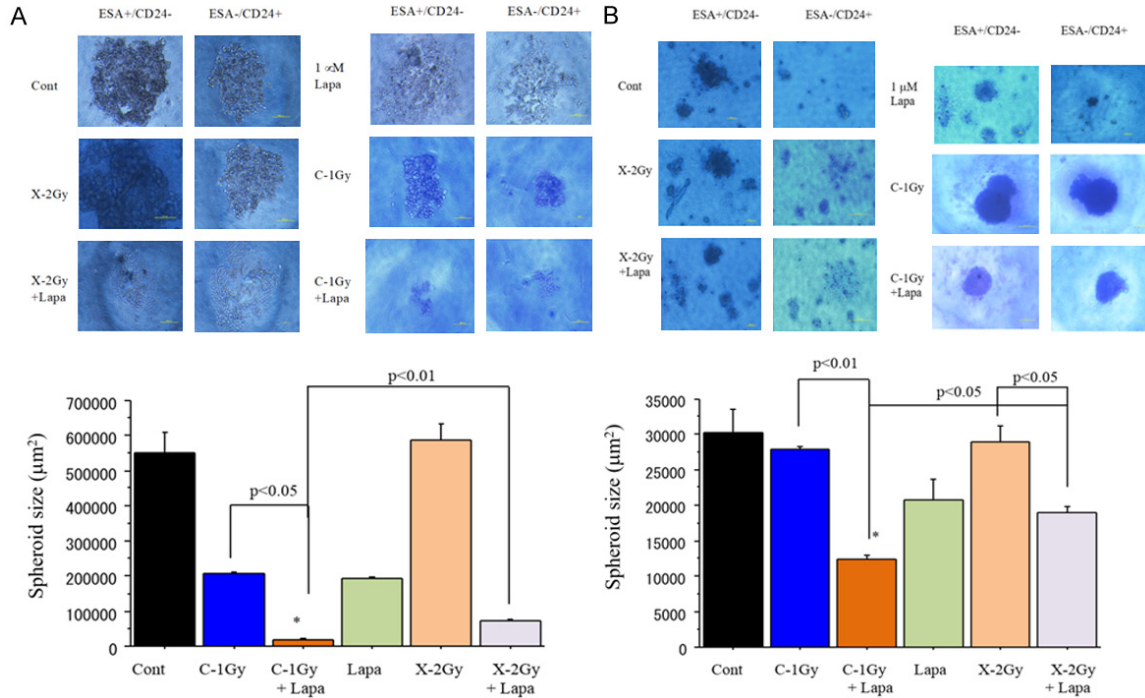 A
ESA+/CD24-
ESA-/CD24+
ESA+/CD24-
ESA-/CD24+
Cont
1 ∝M
Lapa
X-2Gy
C-1Gy
X-2Gy
+Lapa
C-1Gy
+Lapa
B
ESA+/CD24-
ESA-/CD24+
ESA+/CD24-
ESA-/CD24+
Cont
1 μM
Lapa
X-2Gy
C-1Gy
X-2Gy
+Lapa
C-1Gy
+Lapa
Spheroid size (μm²)
700000
600000
500000
400000
300000
200000
100000
0
p<0.01
p<0.05
*
Cont
C-1Gy
C-1Gy
+ Lapa
Lapa
X-2Gy
X-2Gy
+ Lapa
Spheroid size (μm²)
35000
30000
25000
20000
15000
10000
5000
0
p<0.01
p<0.05
p<0.05
*
Cont
C-1Gy
C-1Gy
+ Lapa
Lapa
X-2Gy
X-2Gy
+ Lapa